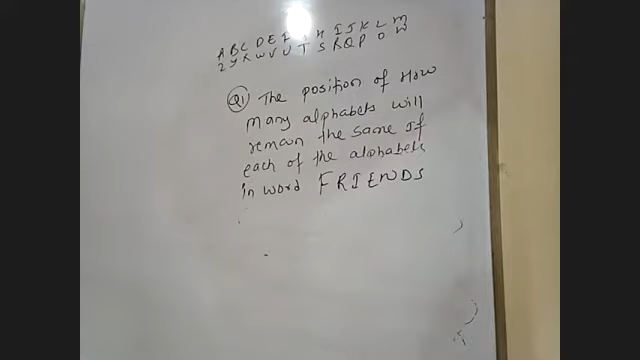 A B C D E F G H I J K L M
Z Y X W V U T S R Q P O N
Q1 The position of How
many alphabets will
remain the same If
each of the alphabets
in word FRIENDS